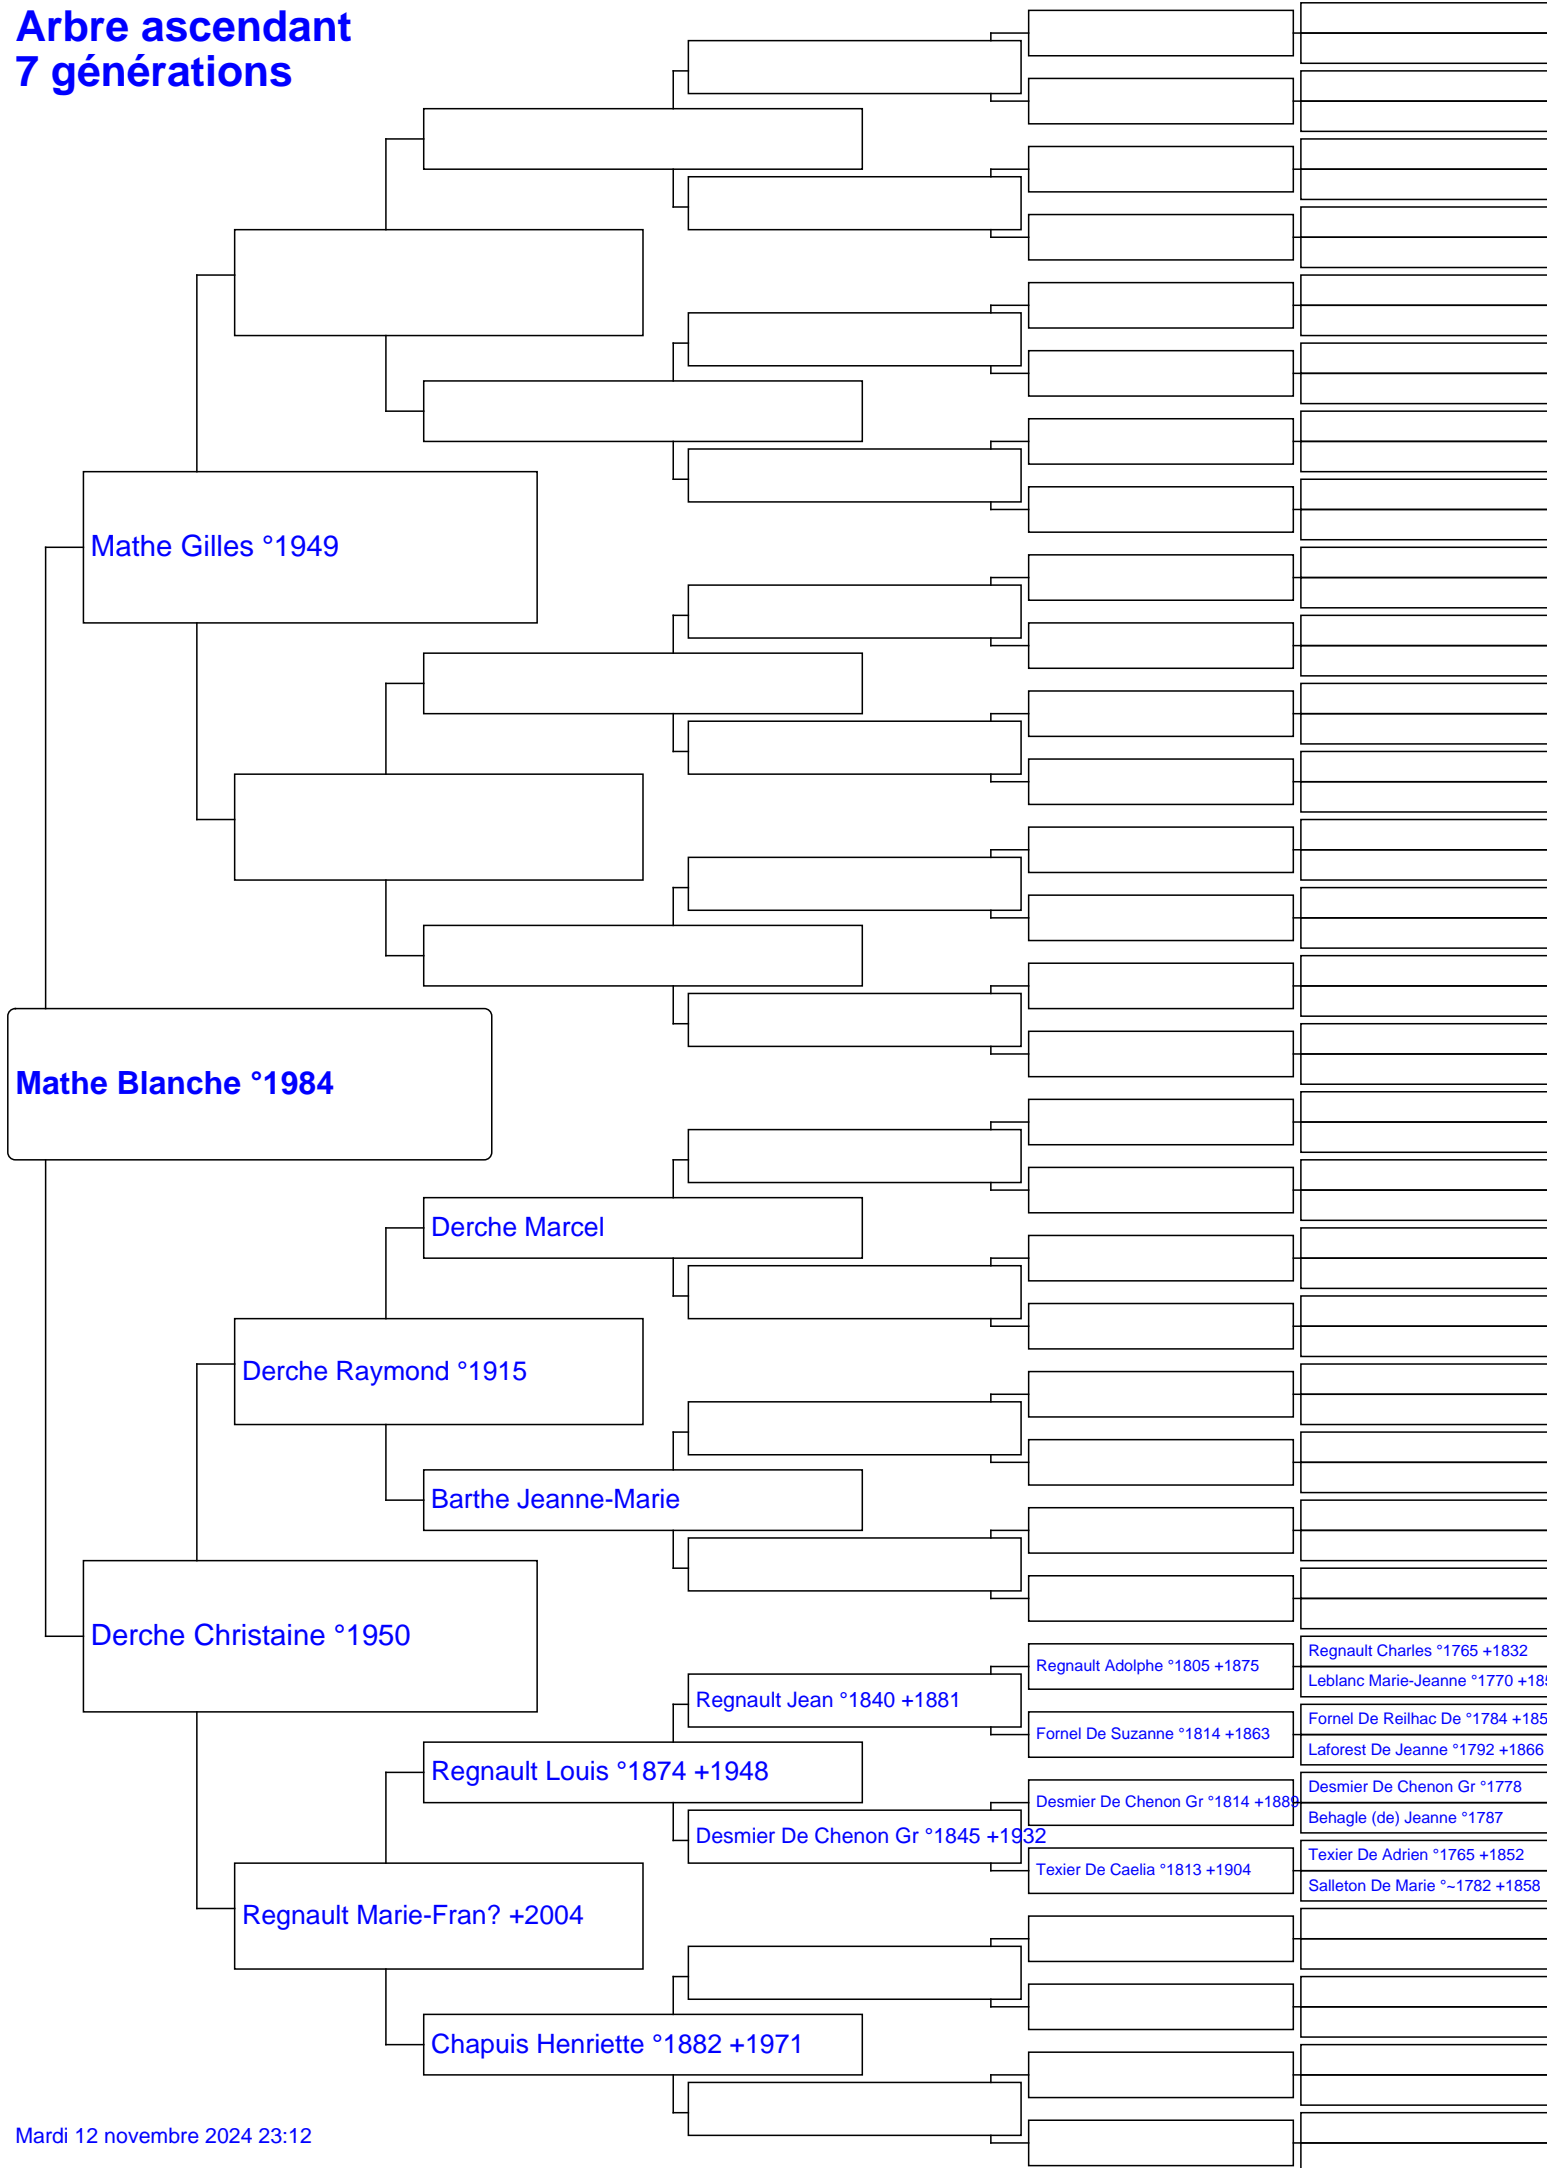 Arbre ascendant
7 générations
Mathe Gilles °1949
Mathe Blanche °1984
Derche Marcel
Derche Raymond °1915
Barthe Jeanne-Marie
Derche Christaine °1950
Regnault Charles °1765 +1832
Regnault Adolphe °1805 +1875
Leblanc Marie-Jeanne °1770 +185
Regnault Jean °1840 +1881
Fornel De Reilhac De °1784 +185
Fornel De Suzanne °1814 +1863
Laforest De Jeanne °1792 +1866
Regnault Louis °1874 +1948
Desmier De Chenon Gr °1778
Desmier De Chenon Gr °1814 +1889
Behagle (de) Jeanne °1787
Desmier De Chenon Gr °1845 +1932
Texier De Adrien °1765 +1852
Texier De Caelia °1813 +1904
Salleton De Marie °~1782 +1858
Regnault Marie-Fran? +2004
Chapuis Henriette °1882 +1971
Mardi 12 novembre 2024 23:12